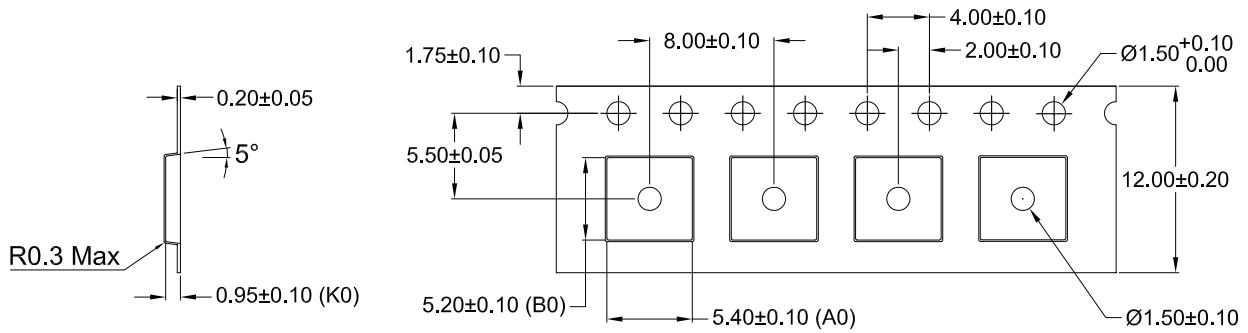 4.00±0.10
8.00±0.10
2.00±0.10
1.75±0.10
Ø1.50+0.10 0.00
0.20±0.05
5°
5.50±0.05
12.00±0.20
R0.3 Max
0.95±0.10 (K0)
5.20±0.10 (B0)
5.40±0.10 (A0)
Ø1.50±0.10